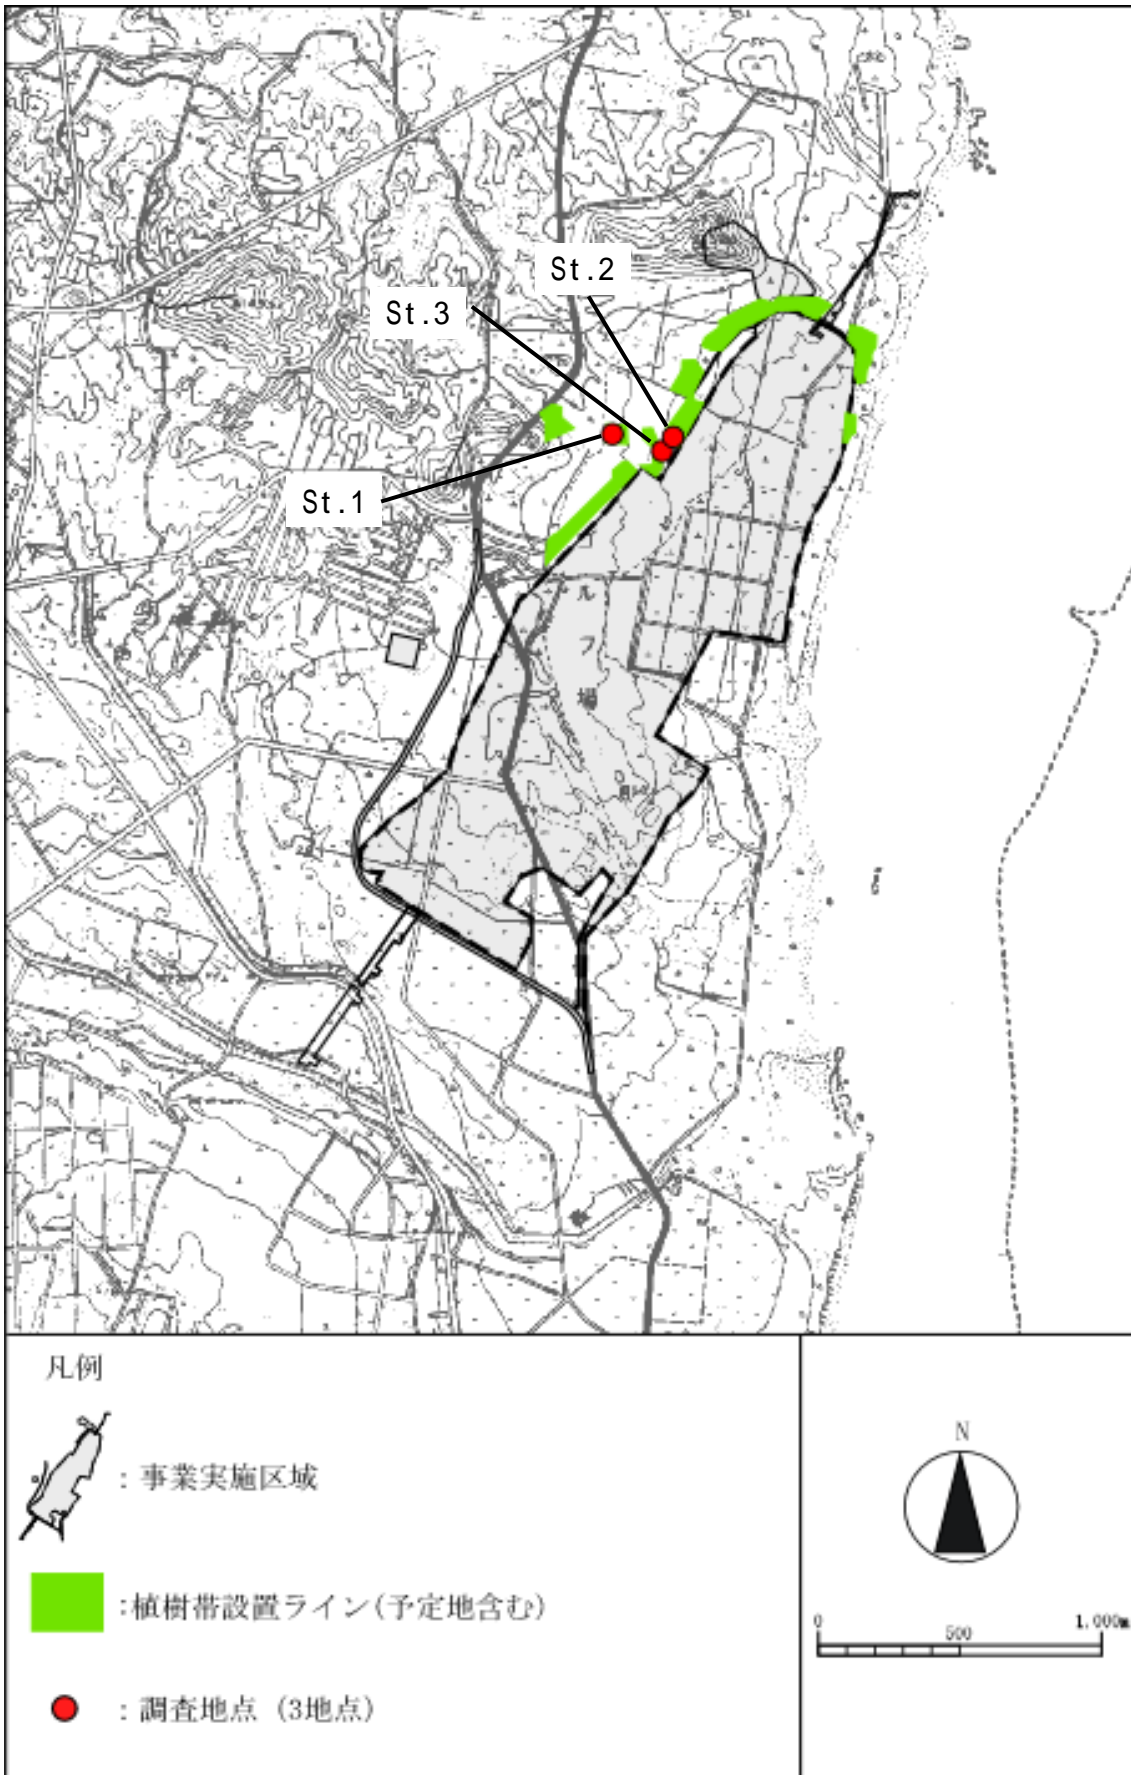 St.2
St.3
St.1
ル
フ
場
凡例
: 事業実施区域
:植樹帯設置ライン(予定地含む)
: 調査地点 (3地点)
N
0 500 1,000m